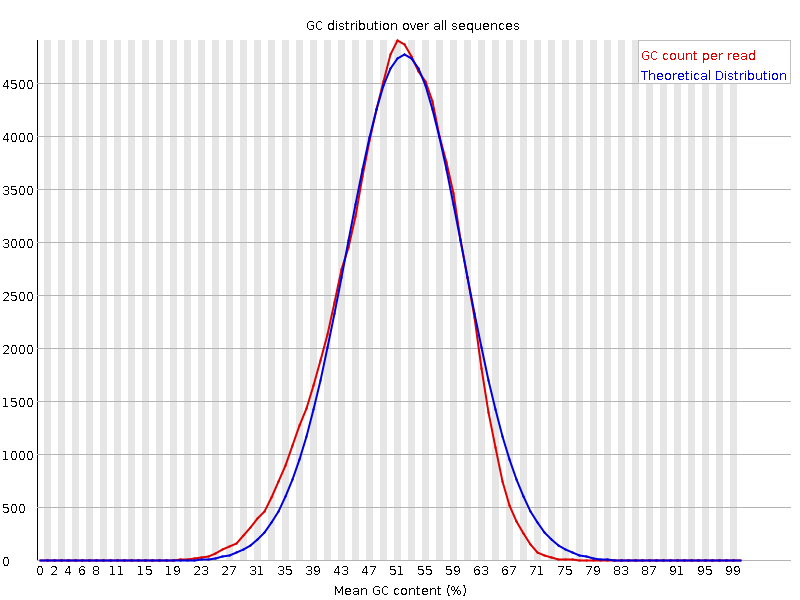 GC distribution over all sequences
GC count per read
Theoretical Distribution
4500
4000
3500
3000
2500
2000
1500
1000
500
0
0 2 4 6 8 11 15 19 23 27 31 35 39 43 47 51 55 59 63 67 71 75 79 83 87 91 95 99
Mean GC content (%)